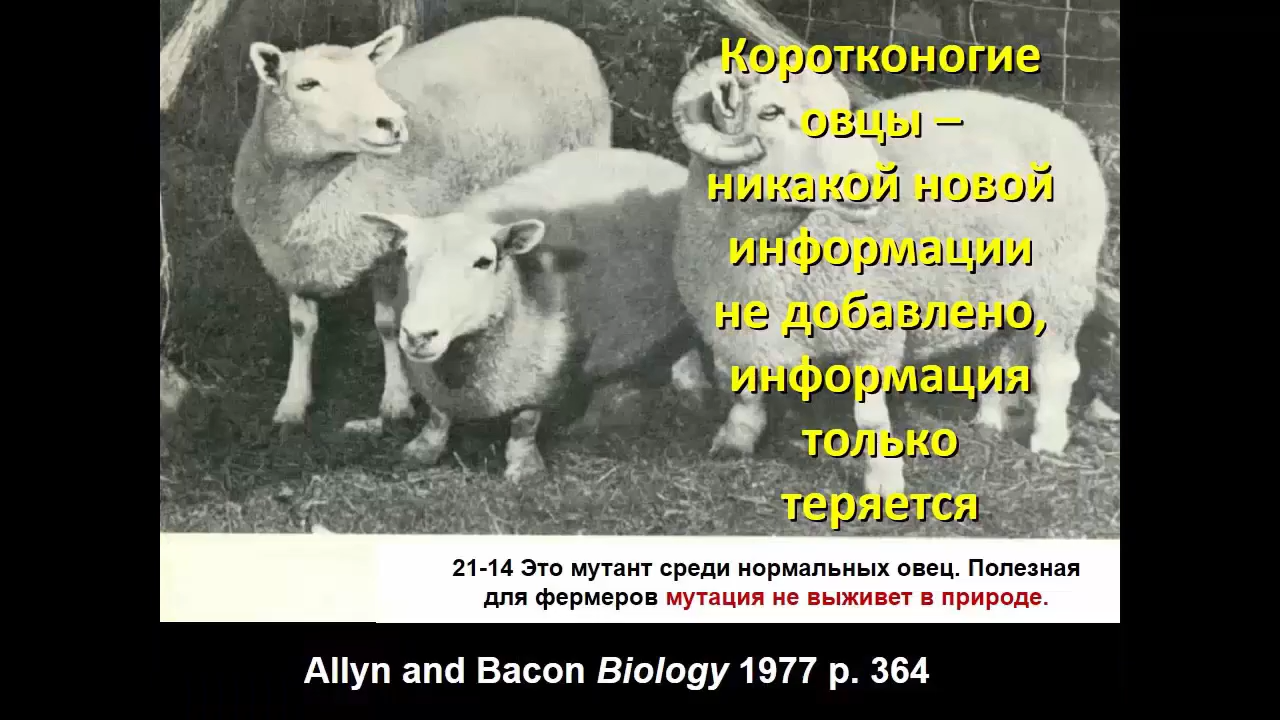 Коротконогие
овцы –
никакой новой
информации
не добавлено,
информация
только
теряется
21-14 Это мутант среди нормальных овец. Полезная
для фермеров мутация не выживет в природе.
Allyn and Bacon Biology 1977 p. 364